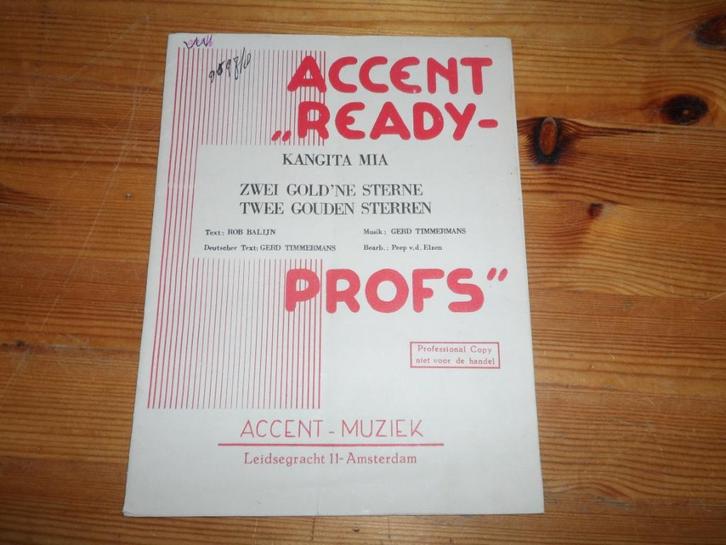 ACCENT
„READY-
KANGITA MIA
ZWEI GOLD'NE STERNE
TWEE GOUDEN STERREN
Text: ROB BALIJN
Musik: GERD TIMMERMANS
Deutscher Text: GERD TIMMERMANS
Bearb.: Peep v.d. Elzen
PROFS"
Professional Copy
niet voor de handel
ACCENT - MUZIEK
Leidsegracht 11-Amsterdam